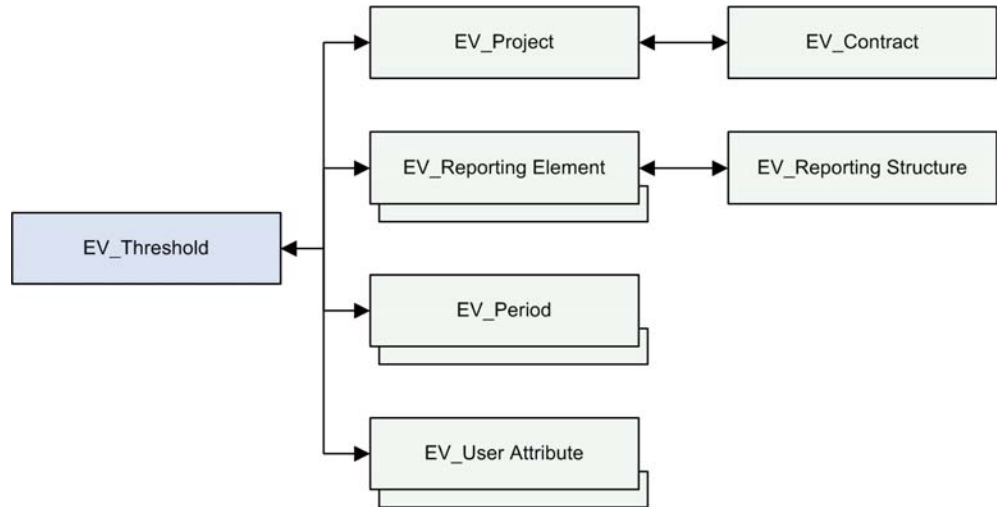 EV_Project
EV_Contract
EV_Reporting Element
EV_Reporting Structure
EV_Threshold
EV_Period
EV_User Attribute